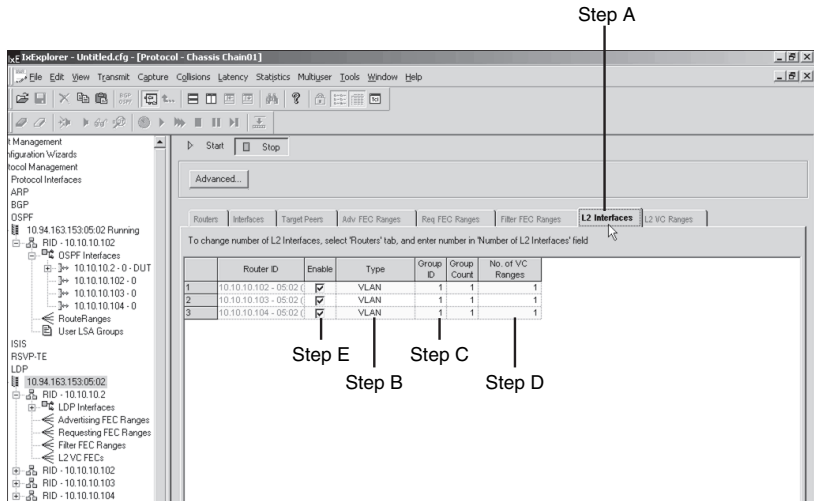 Step A
IxE IxExplorer - Untitled.cfg - [Protocol - Chassis Chain01]
File Edit View Transmit Capture Collisions Latency Statistics Multiuser Tools Window Help
BGP
OSPF
Start Stop
Advanced...
Routers Interfaces Target Peers Adv FEC Ranges Req FEC Ranges Filter FEC Ranges L2 Interfaces L2 VC Ranges
To change number of L2 Interfaces, select 'Routers' tab, and enter number in 'Number of L2 Interfaces' field
Router ID Enable Type Group ID Group Count No. of VC Ranges
1 10.10.10.102 - 05:02 ( VLAN 1 1 1
2 10.10.10.103 - 05:02 ( VLAN 1 1 1
3 10.10.10.104 - 05:02 ( VLAN 1 1 1
Step E
Step C
Step B
Step D
t Management
nfiguration Wizards
tocol Management
Protocol Interfaces
ARP
BGP
OSPF
10.94.163.153:05:02 Running
RID - 10.10.10.102
OSPF Interfaces
10.10.10.2 - 0 - DUT
10.10.10.102 - 0
10.10.10.103 - 0
10.10.10.104 - 0
RouteRanges
User LSA Groups
ISIS
RSVP-TE
LDP
10.94.163.153:05:02
RID - 10.10.10.2
LDP Interfaces
Advertising FEC Ranges
Requesting FEC Ranges
Filter FEC Ranges
L2 VC FECs
RID - 10.10.10.102
RID - 10.10.10.103
RID - 10.10.10.104